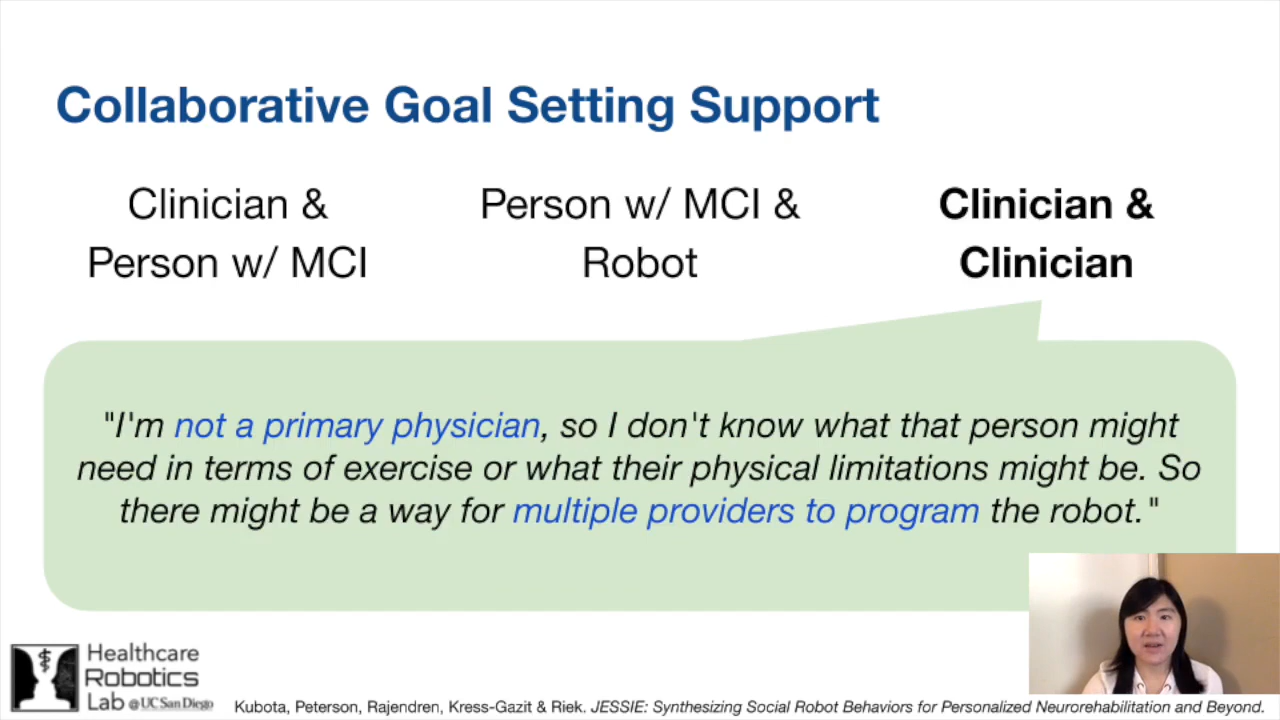 Collaborative Goal Setting Support
Clinician &
Person w/ MCI
Person w/ MCI &
Robot
Clinician &
Clinician
"I'm not a primary physician, so I don't know what that person might
need in terms of exercise or what their physical limitations might be. So
there might be a way for multiple providers to program the robot."
Healthcare
Robotics
Lab @ UC San Diego
Kubota, Peterson, Rajendren, Kress-Gazit & Riek. JESSIE: Synthesizing Social Robot Behaviors for Personalized Neurorehabilitation and Beyond.